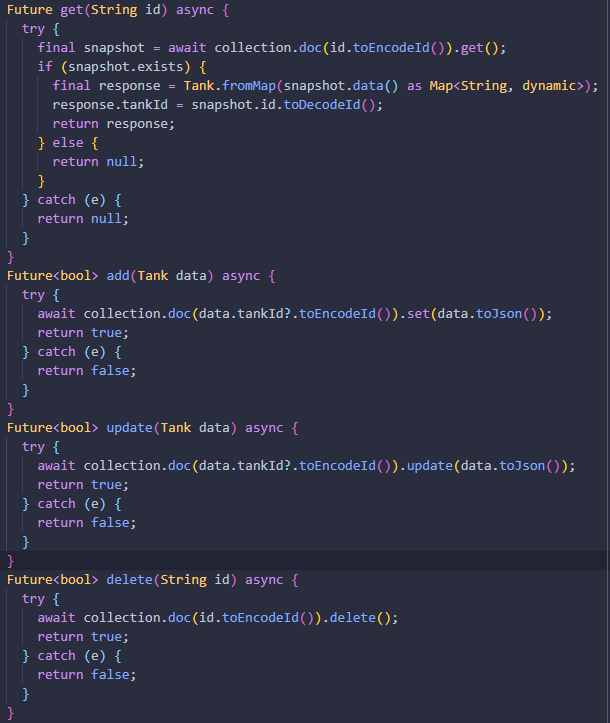 Future get(String id) async {
  try {
    final snapshot = await collection.doc(id.toEncodeId()).get();
    if (snapshot.exists) {
      final response = Tank.fromMap(snapshot.data() as Map<String, dynamic>);
      response.tankId = snapshot.id.toDecodeId();
      return response;
    } else {
      return null;
    }
  } catch (e) {
    return null;
  }
}
Future<bool> add(Tank data) async {
  try {
    await collection.doc(data.tankId?.toEncodeId()).set(data.toJson());
    return true;
  } catch (e) {
    return false;
  }
}
Future<bool> update(Tank data) async {
  try {
    await collection.doc(data.tankId?.toEncodeId()).update(data.toJson());
    return true;
  } catch (e) {
    return false;
  }
}
Future<bool> delete(String id) async {
  try {
    await collection.doc(id.toEncodeId()).delete();
    return true;
  } catch (e) {
    return false;
  }
}